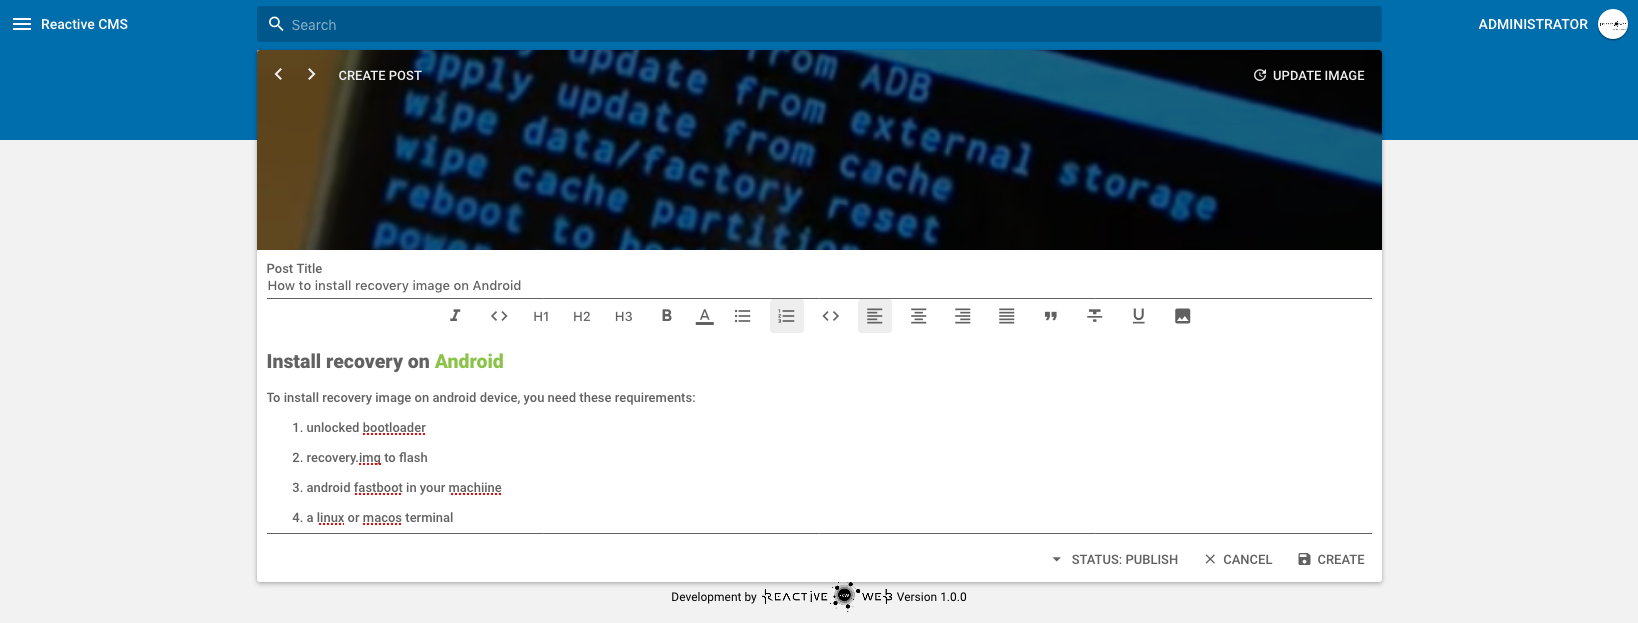 Reactive CMS
Search
ADMINISTRATOR
CREATE POST
UPDATE IMAGE
apply update from ADB
wipe update from external storage
wipe data/factory reset
wipe cache partition
reboot to
power
Post Title
How to install recovery image on Android
H1 H2 H3 B A U
Install recovery on Android
To install recovery image on android device, you need these requirements:
1. unlocked bootloader
2. recovery.img to flash
3. android fastboot in your machiine
4. a linux or macos terminal
STATUS: PUBLISH CANCEL CREATE
Development by REACTIVE WEB Version 1.0.0